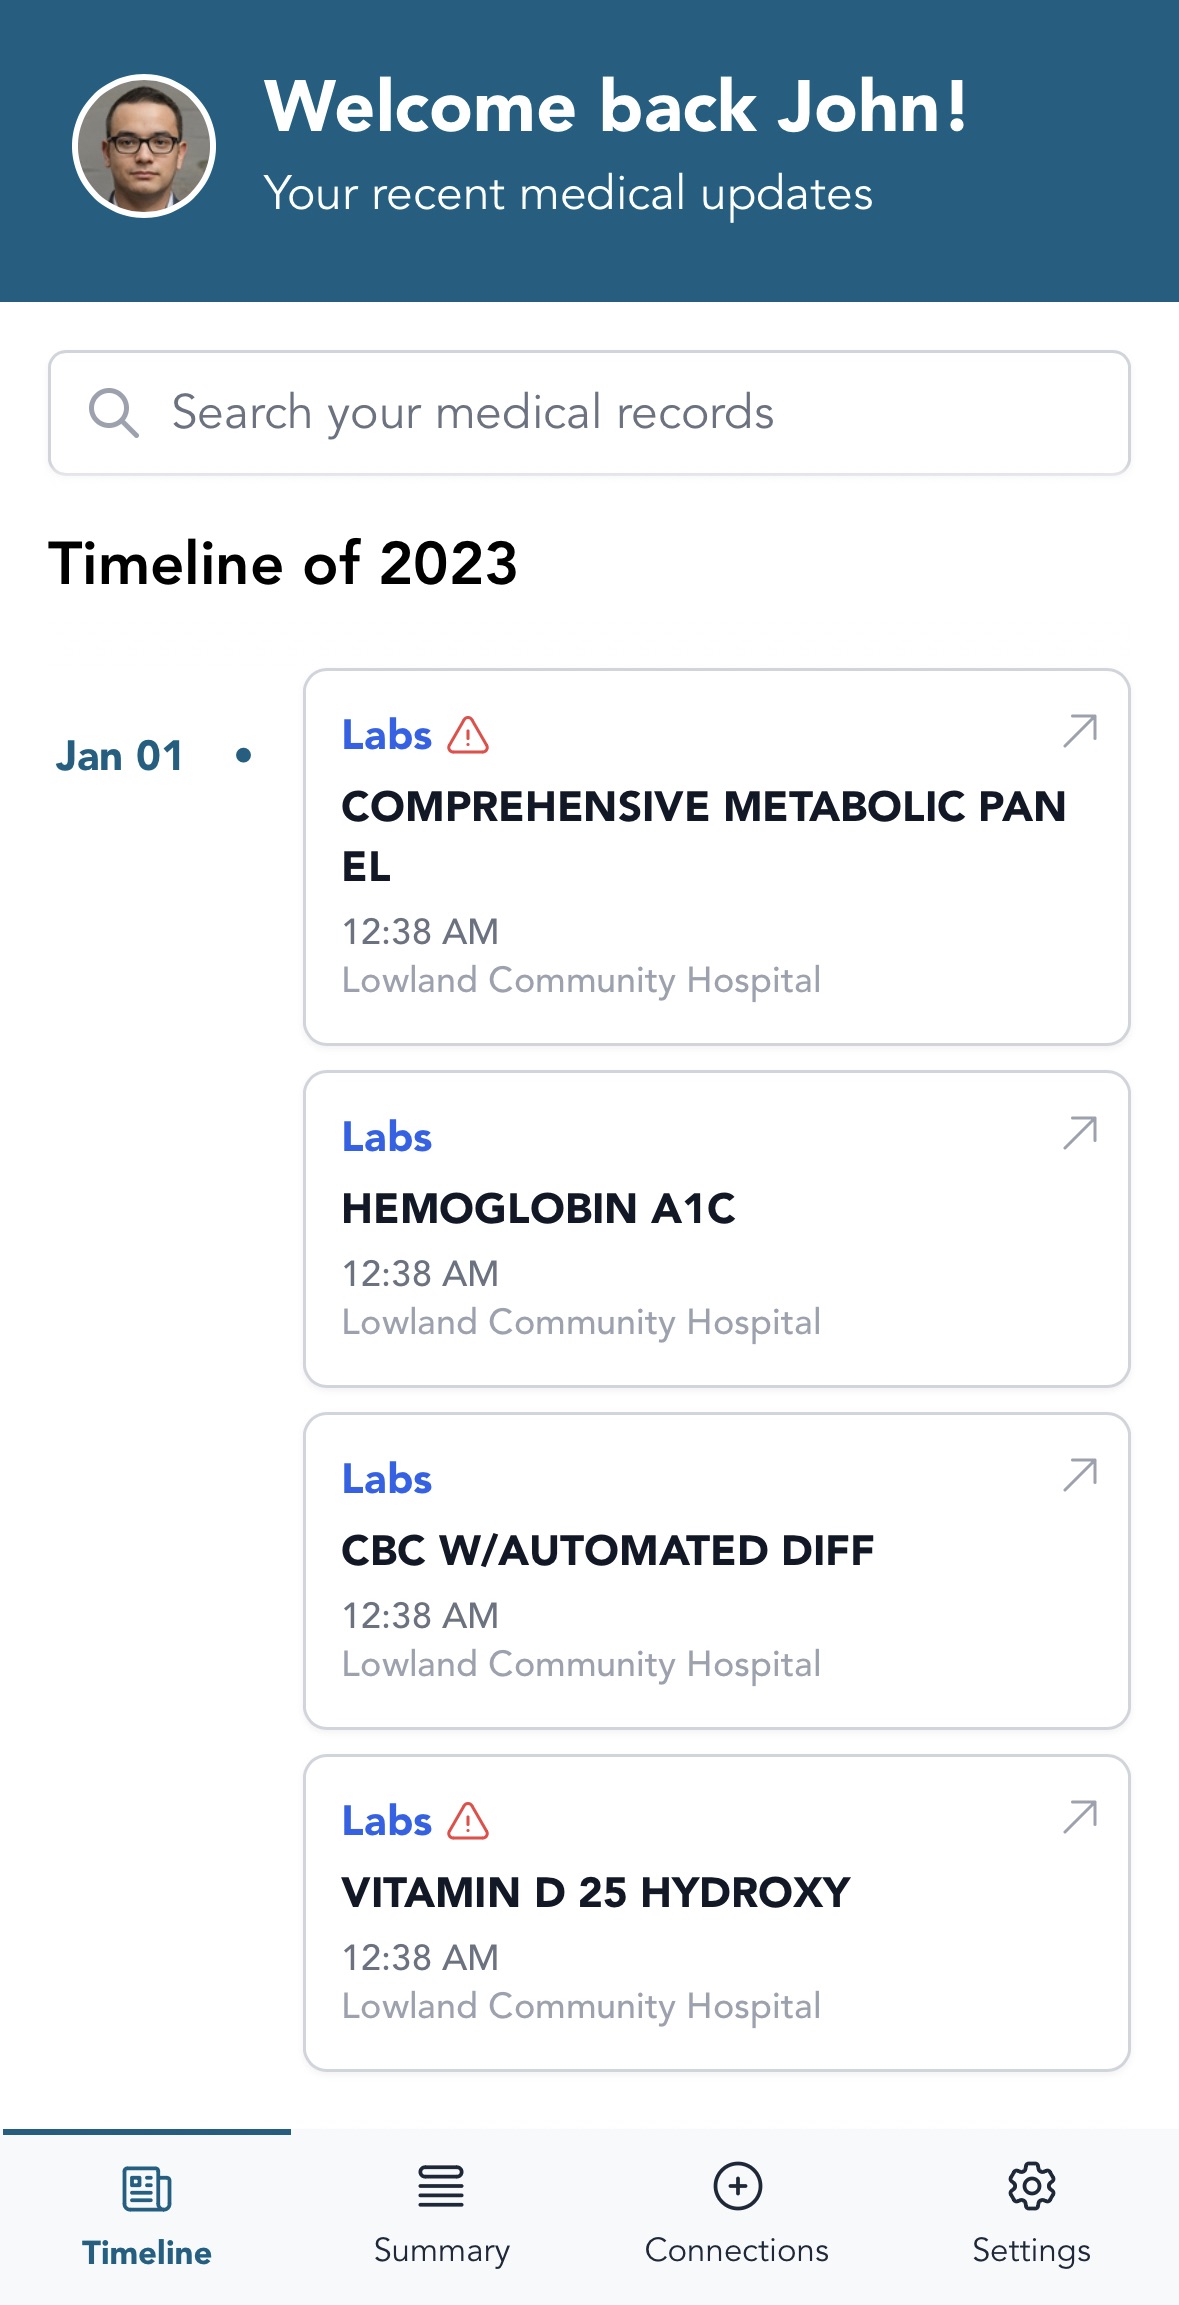 Welcome back John!
Your recent medical updates
Search your medical records
Timeline of 2023
Jan 01
Labs
COMPREHENSIVE METABOLIC PAN
EL
12:38 AM
Lowland Community Hospital
Labs
HEMOGLOBIN A1C
12:38 AM
Lowland Community Hospital
Labs
CBC W/AUTOMATED DIFF
12:38 AM
Lowland Community Hospital
Labs
VITAMIN D 25 HYDROXY
12:38 AM
Lowland Community Hospital
Timeline
Summary
Connections
Settings